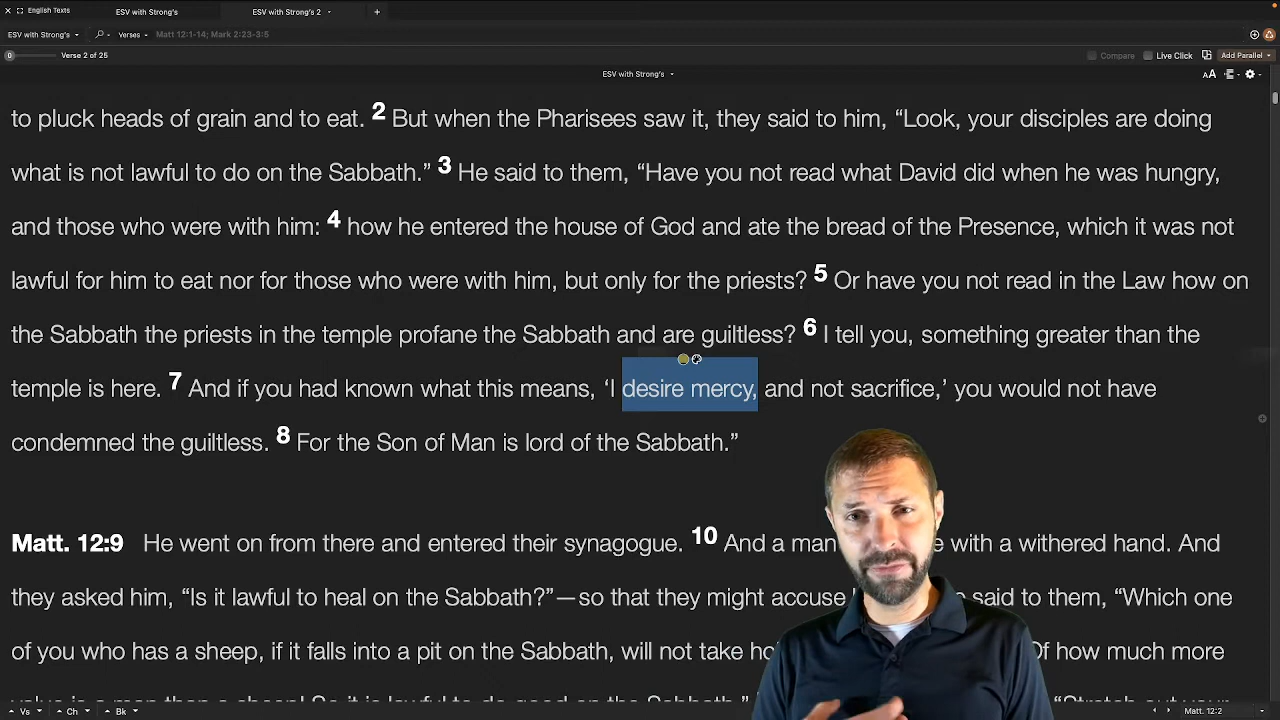 English Texts
ESV with Strong's
ESV with Strong's 2
ESV with Strong's
Verses
Matt 12:1-14; Mark 2:23-3:5
0
Verse 2 of 25
Compare
Live Click
Add Parallel
ESV with Strong's
AA
to pluck heads of grain and to eat. 2 But when the Pharisees saw it, they said to him, “Look, your disciples are doing
what is not lawful to do on the Sabbath.” 3 He said to them, “Have you not read what David did when he was hungry,
and those who were with him: 4 how he entered the house of God and ate the bread of the Presence, which it was not
lawful for him to eat nor for those who were with him, but only for the priests? 5 Or have you not read in the Law how on
the Sabbath the priests in the temple profane the Sabbath and are guiltless? 6 I tell you, something greater than the
temple is here. 7 And if you had known what this means, ‘I desire mercy, and not sacrifice,’ you would not have
condemned the guiltless. 8 For the Son of Man is lord of the Sabbath.”
Matt. 12:9 He went on from there and entered their synagogue. 10 And a man with a withered hand. And
they asked him, “Is it lawful to heal on the Sabbath?”—so that they might accuse said to them, “Which one
of you who has a sheep, if it falls into a pit on the Sabbath, will not take Of how much more
Vs
Ch
Bk
Matt. 12:2